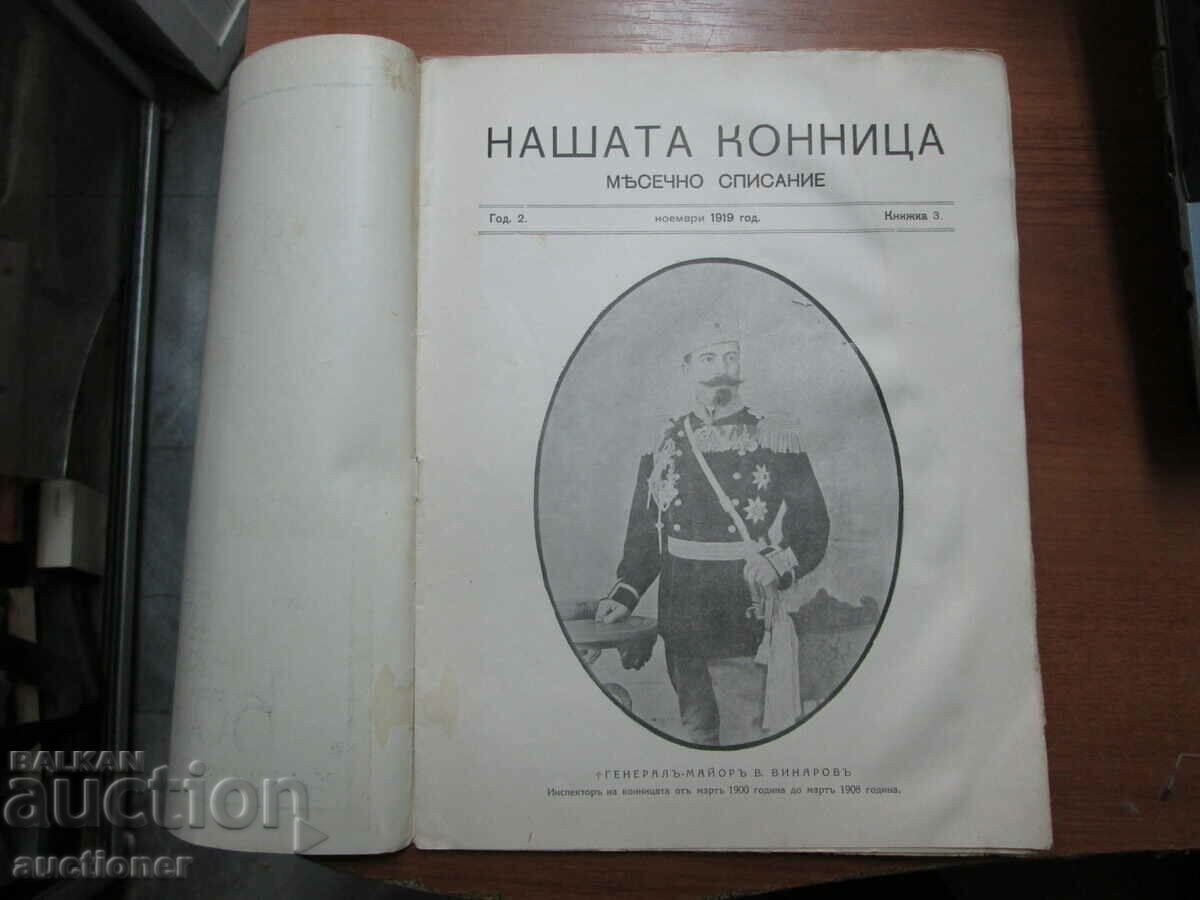 НАШАТА КОННИЦА
МѢСЕЧНО СПИСАНИЕ
Год. 2. ноември 1919 год. Книжка 3.
†ГЕНЕРАЛЪ-МАЙОРЪ В. ВИНАРОВЪ
Инспекторъ на конницата отъ мартъ 1900 година до мартъ 1908 година.
BALKAN
auction
auctioner